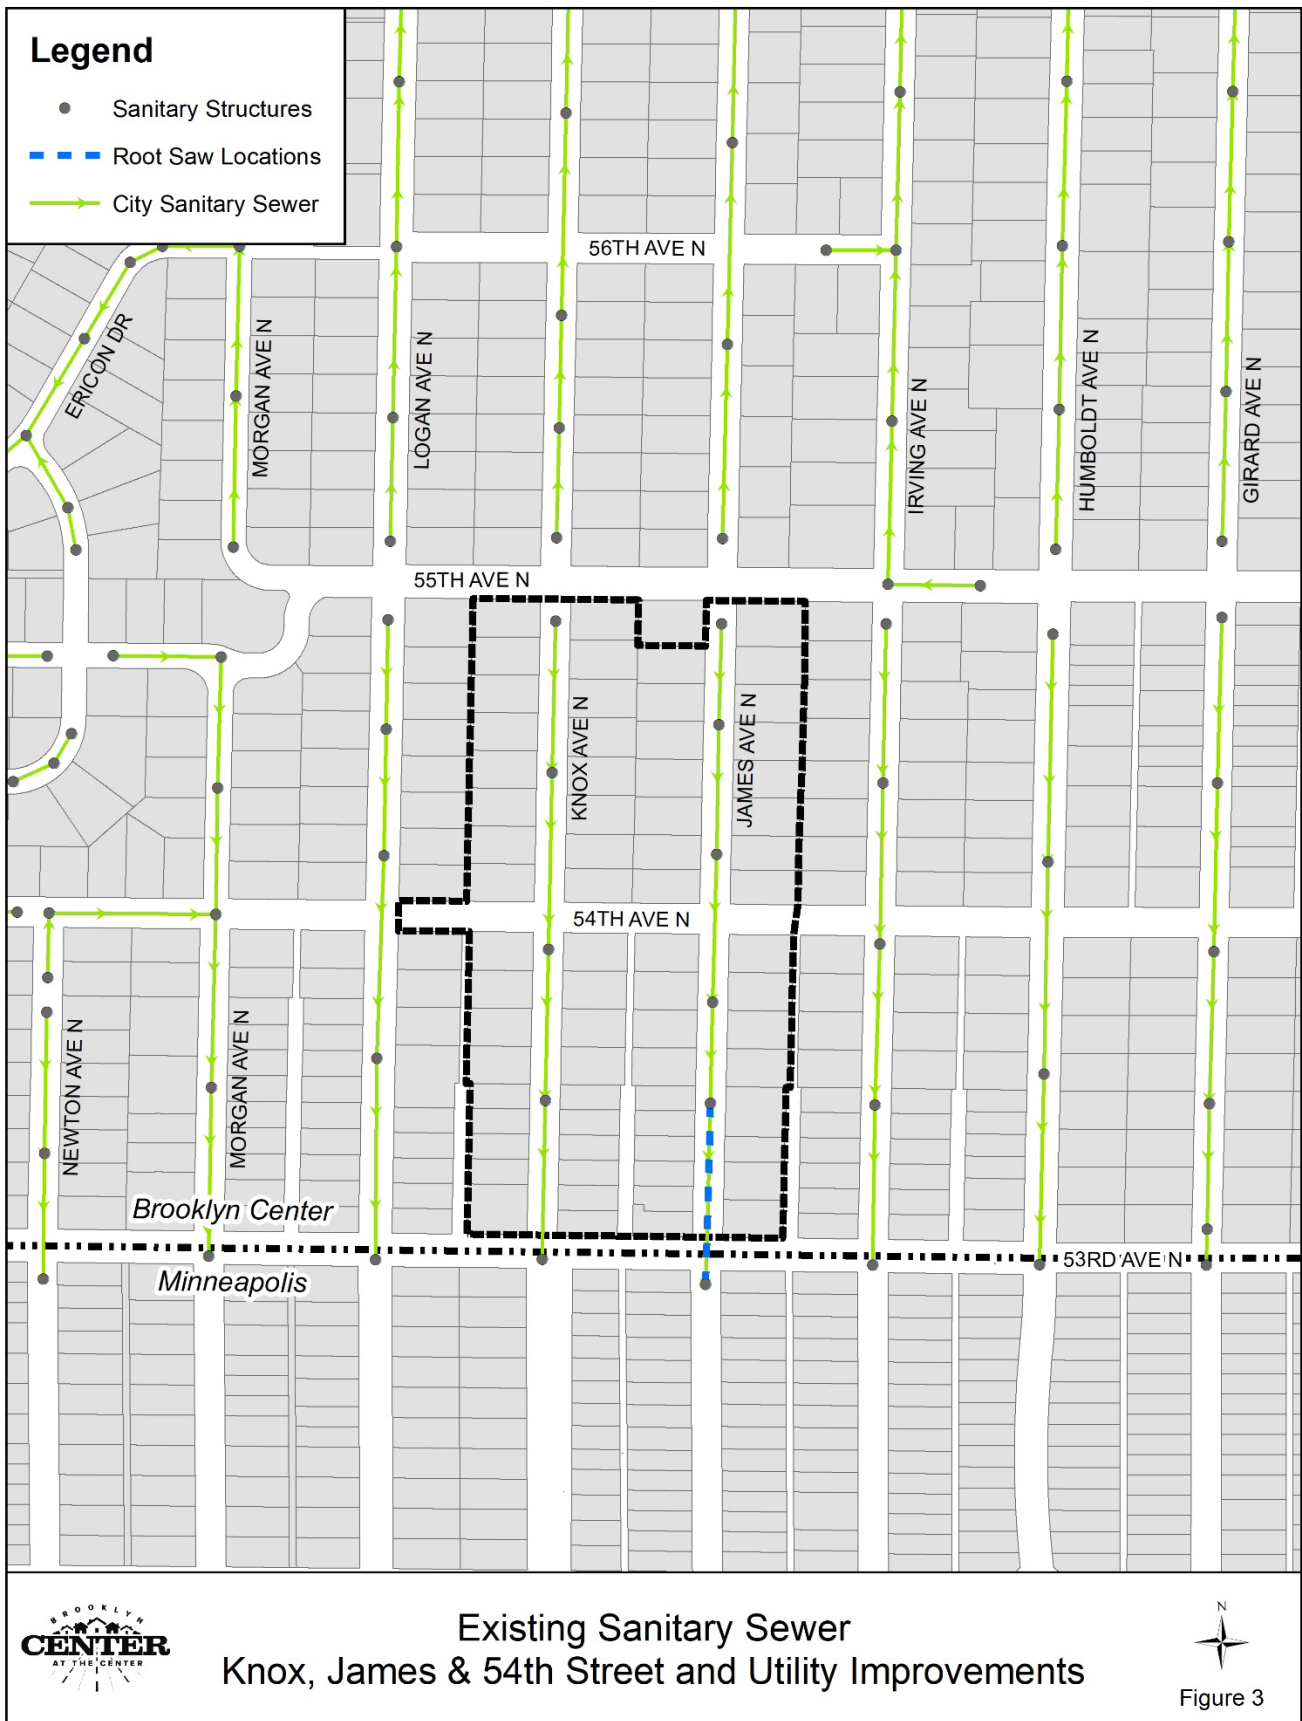 Legend
Sanitary Structures
Root Saw Locations
City Sanitary Sewer
56TH AVE N
ERICON DR
MORGAN AVE N
LOGAN AVE N
IRVING AVE N
HUMBOLDT AVE N
GIRARD AVE N
55TH AVE N
KNOX AVE N
JAMES AVE N
54TH AVE N
NEWTON AVE N
MORGAN AVE N
Brooklyn Center
Minneapolis
53RD AVE N
BROOKLYN
CENTER
AT THE CENTER
Existing Sanitary Sewer
Knox, James & 54th Street and Utility Improvements
N
Figure 3